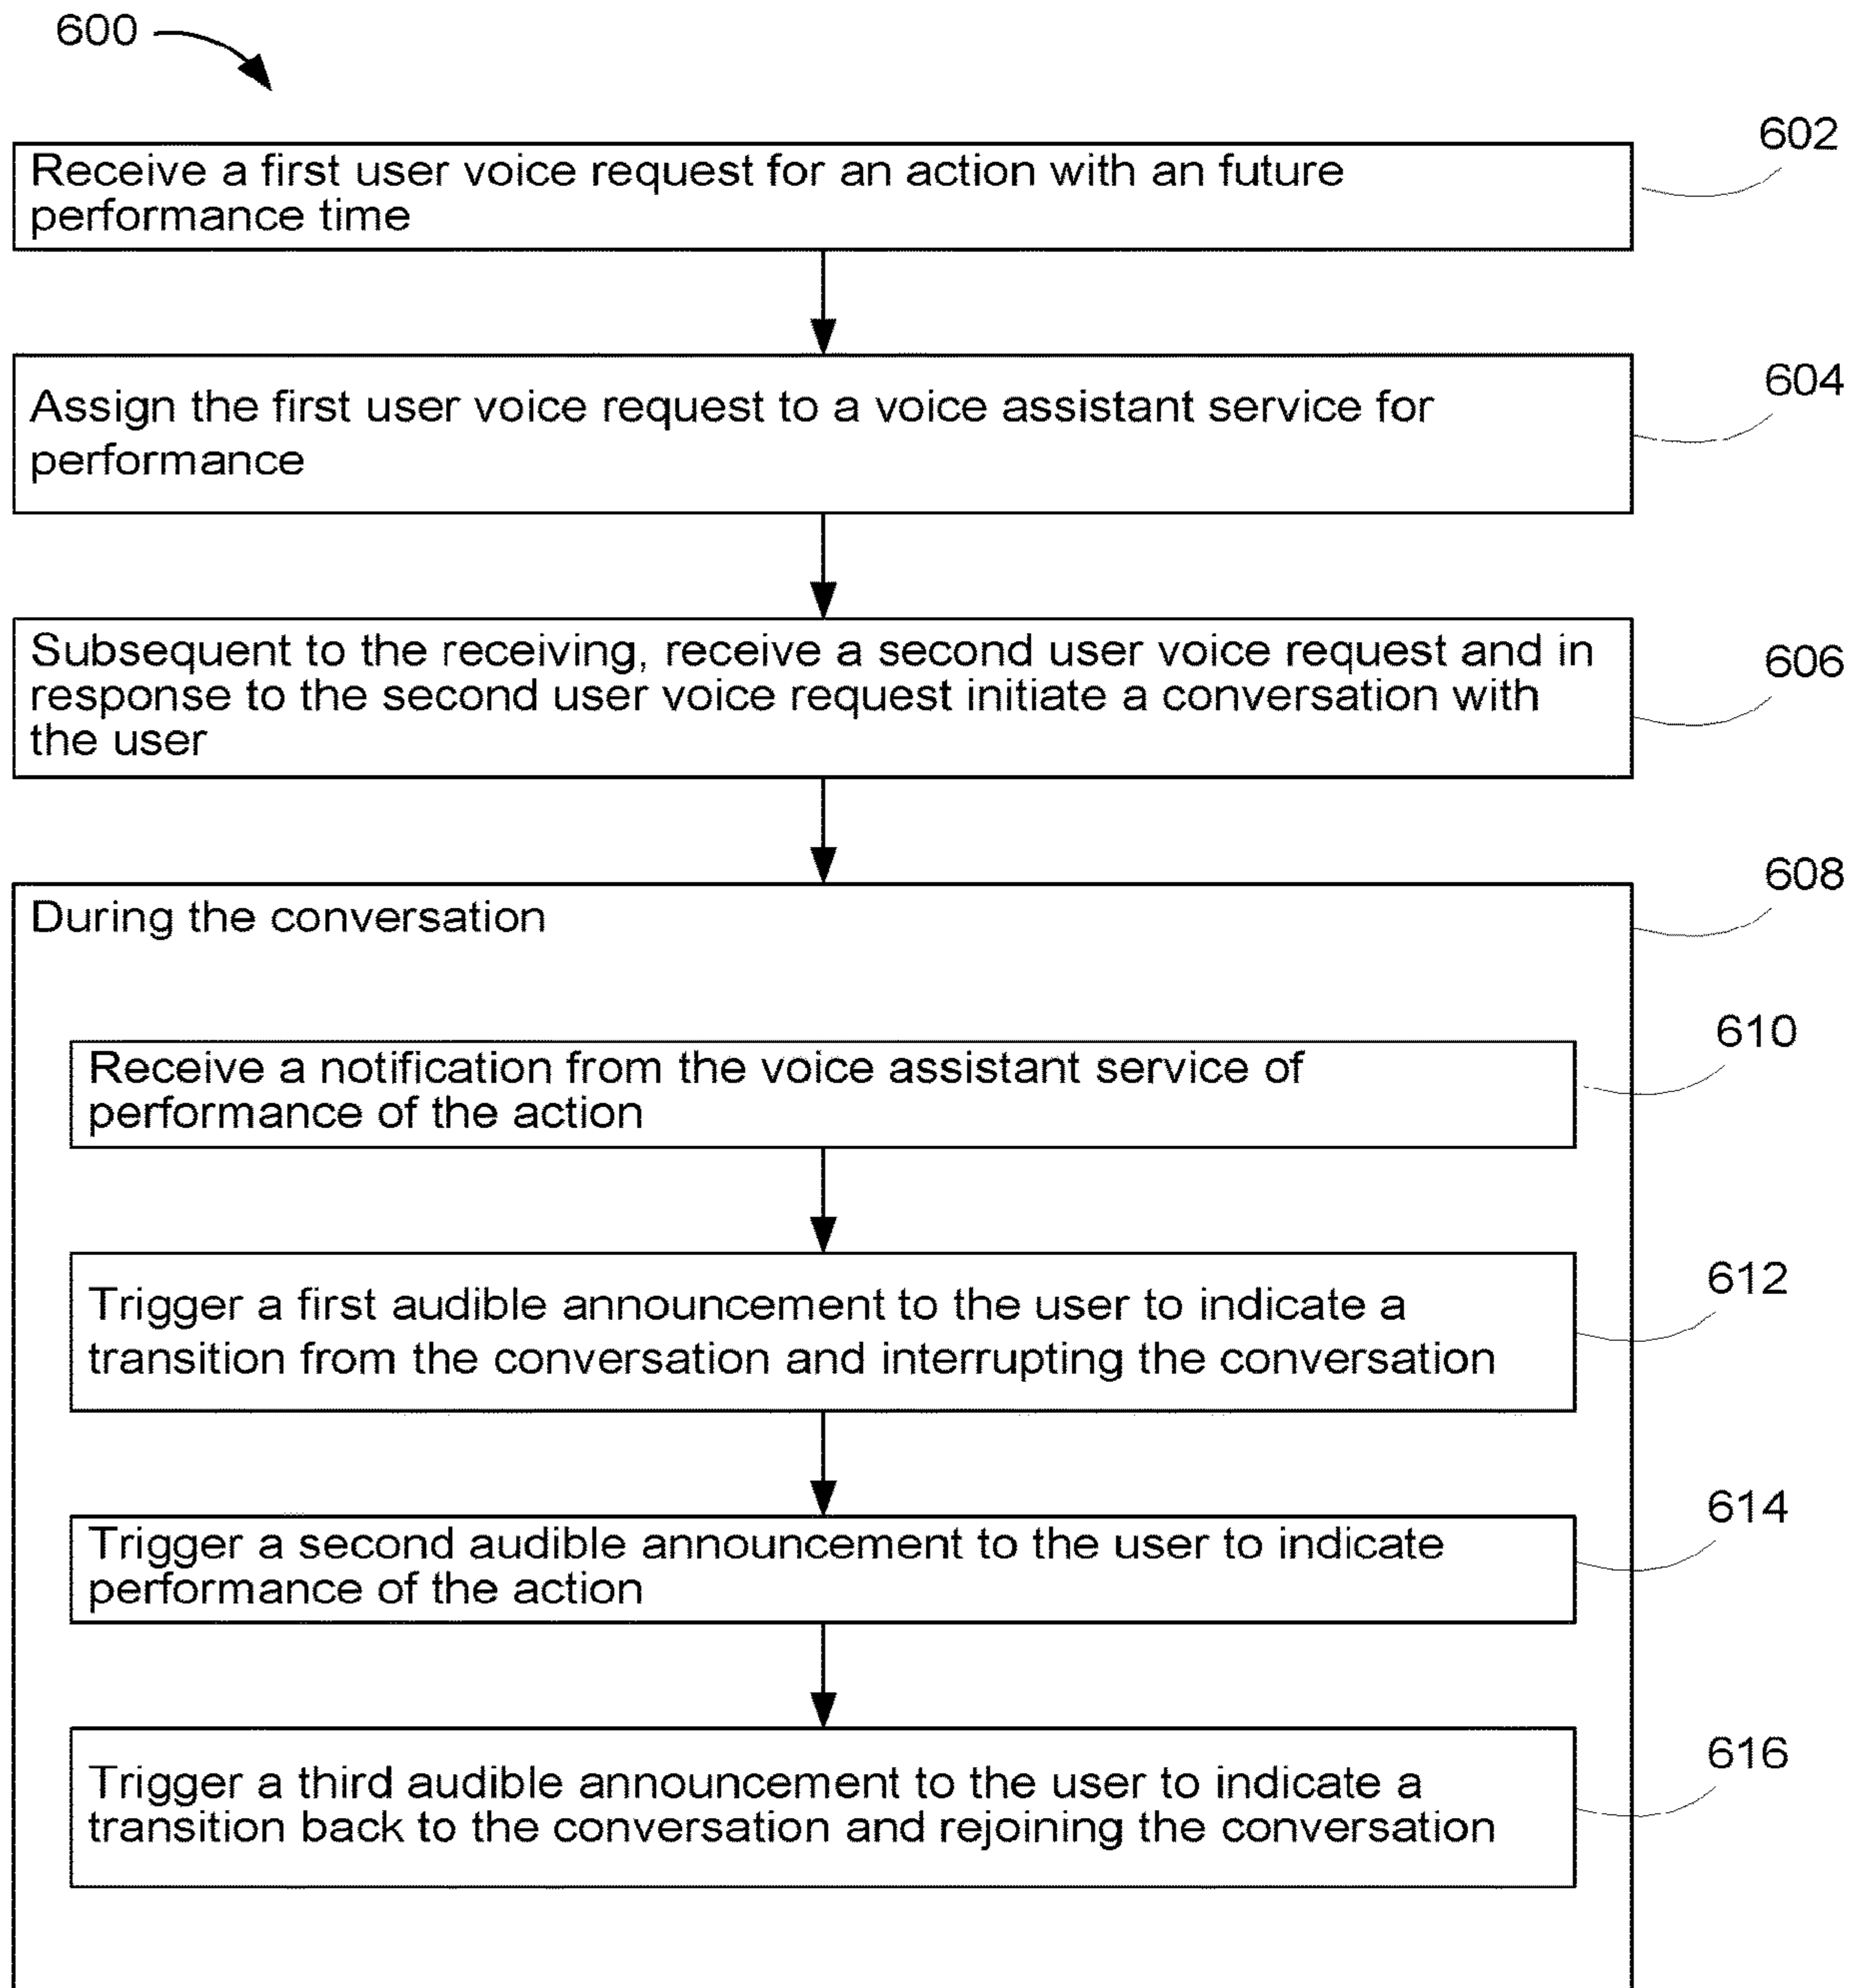 600
602
Receive a first user voice request for an action with an future
performance time
604
Assign the first user voice request to a voice assistant service for
performance
606
Subsequent to the receiving, receive a second user voice request and in
response to the second user voice request initiate a conversation with
the user
608
During the conversation
610
Receive a notification from the voice assistant service of
performance of the action
612
Trigger a first audible announcement to the user to indicate a
transition from the conversation and interrupting the conversation
614
Trigger a second audible announcement to the user to indicate
performance of the action
616
Trigger a third audible announcement to the user to indicate a
transition back to the conversation and rejoining the conversation